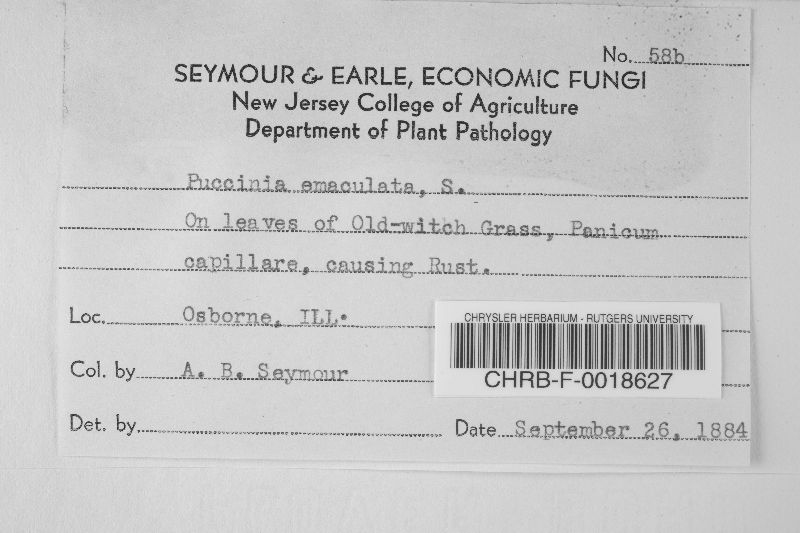 No. 58b
SEYMOUR & EARLE, ECONOMIC FUNGI
New Jersey College of Agriculture
Department of Plant Pathology
Puccinia emaculata, S.
On leaves of Old-witch Grass, Panicum
capillare, causing Rust.
Loc. Osborne, ILL.
CHRYSLER HERBARIUM - RUTGERS UNIVERSITY
CHRB-F-0018627
Col. by A. B. Seymour
Det. by
Date September 26, 1884